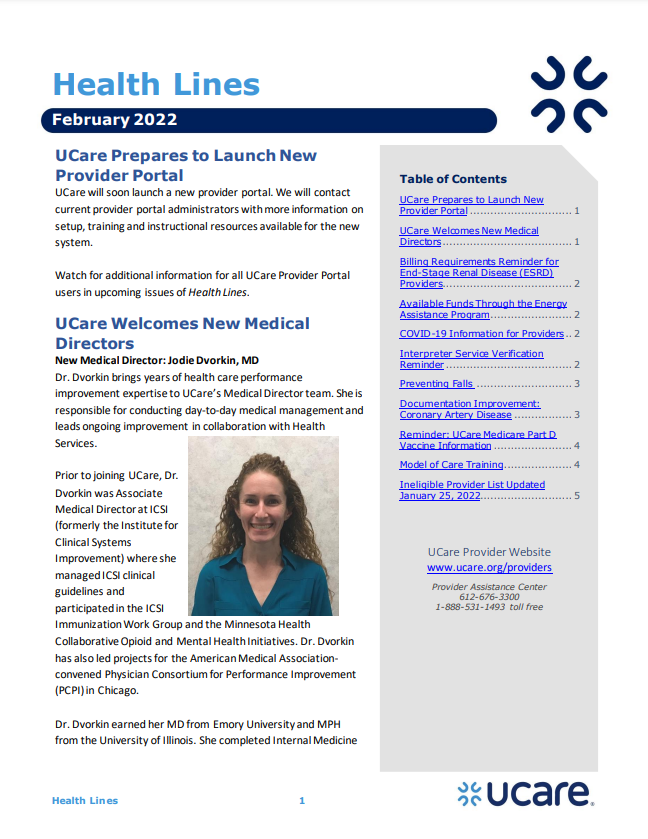 Health Lines
February 2022
UCare Prepares to Launch New
Provider Portal
UCare will soon launch a new provider portal. We will contact
current provider portal administrators with more information on
setup, training and instructional resources available for the new
system.
Watch for additional information for all UCare Provider Portal
users in upcoming issues of Health Lines.
UCare Welcomes New Medical
Directors
New Medical Director: Jodie Dvorkin, MD
Dr. Dvorkin brings years of health care performance
improvement expertise to UCare’s Medical Director team. She is
responsible for conducting day-to-day medical management and
leads ongoing improvement in collaboration with Health
Services.
Prior to joining UCare, Dr.
Dvorkin was Associate
Medical Director at ICSI
(formerly the Institute for
Clinical Systems
Improvement) where she
managed ICSI clinical
guidelines and
participated in the ICSI
Immunization Work Group and the Minnesota Health
Collaborative Opioid and Mental Health Initiatives. Dr. Dvorkin
has also led projects for the American Medical Association-
convened Physician Consortium for Performance Improvement
(PCPI) in Chicago.
Dr. Dvorkin earned her MD from Emory University and MPH
from the University of Illinois. She completed Internal Medicine
Table of Contents
UCare Prepares to Launch New
Provider Portal ............................ 1
UCare Welcomes New Medical
Directors ................................... 1
Billing Requirements Reminder for
End-Stage Renal Disease (ESRD)
Providers................................... 2
Available Funds Through the Energy
Assistance Program...................... 2
COVID-19 Information for Providers .. 2
Interpreter Service Verification
Reminder ................................... 2
Preventing Falls .......................... 3
Documentation Improvement:
Coronary Artery Disease ................ 3
Reminder: UCare Medicare Part D
Vaccine Information ...................... 4
Model of Care Training................... 4
Ineligible Provider List Updated
January 25, 2022......................... 5
UCare Provider Website
www.ucare.org/providers
Provider Assistance Center
612-676-3300
1-888-531-1493 toll free
Health Lines 1
ucare®